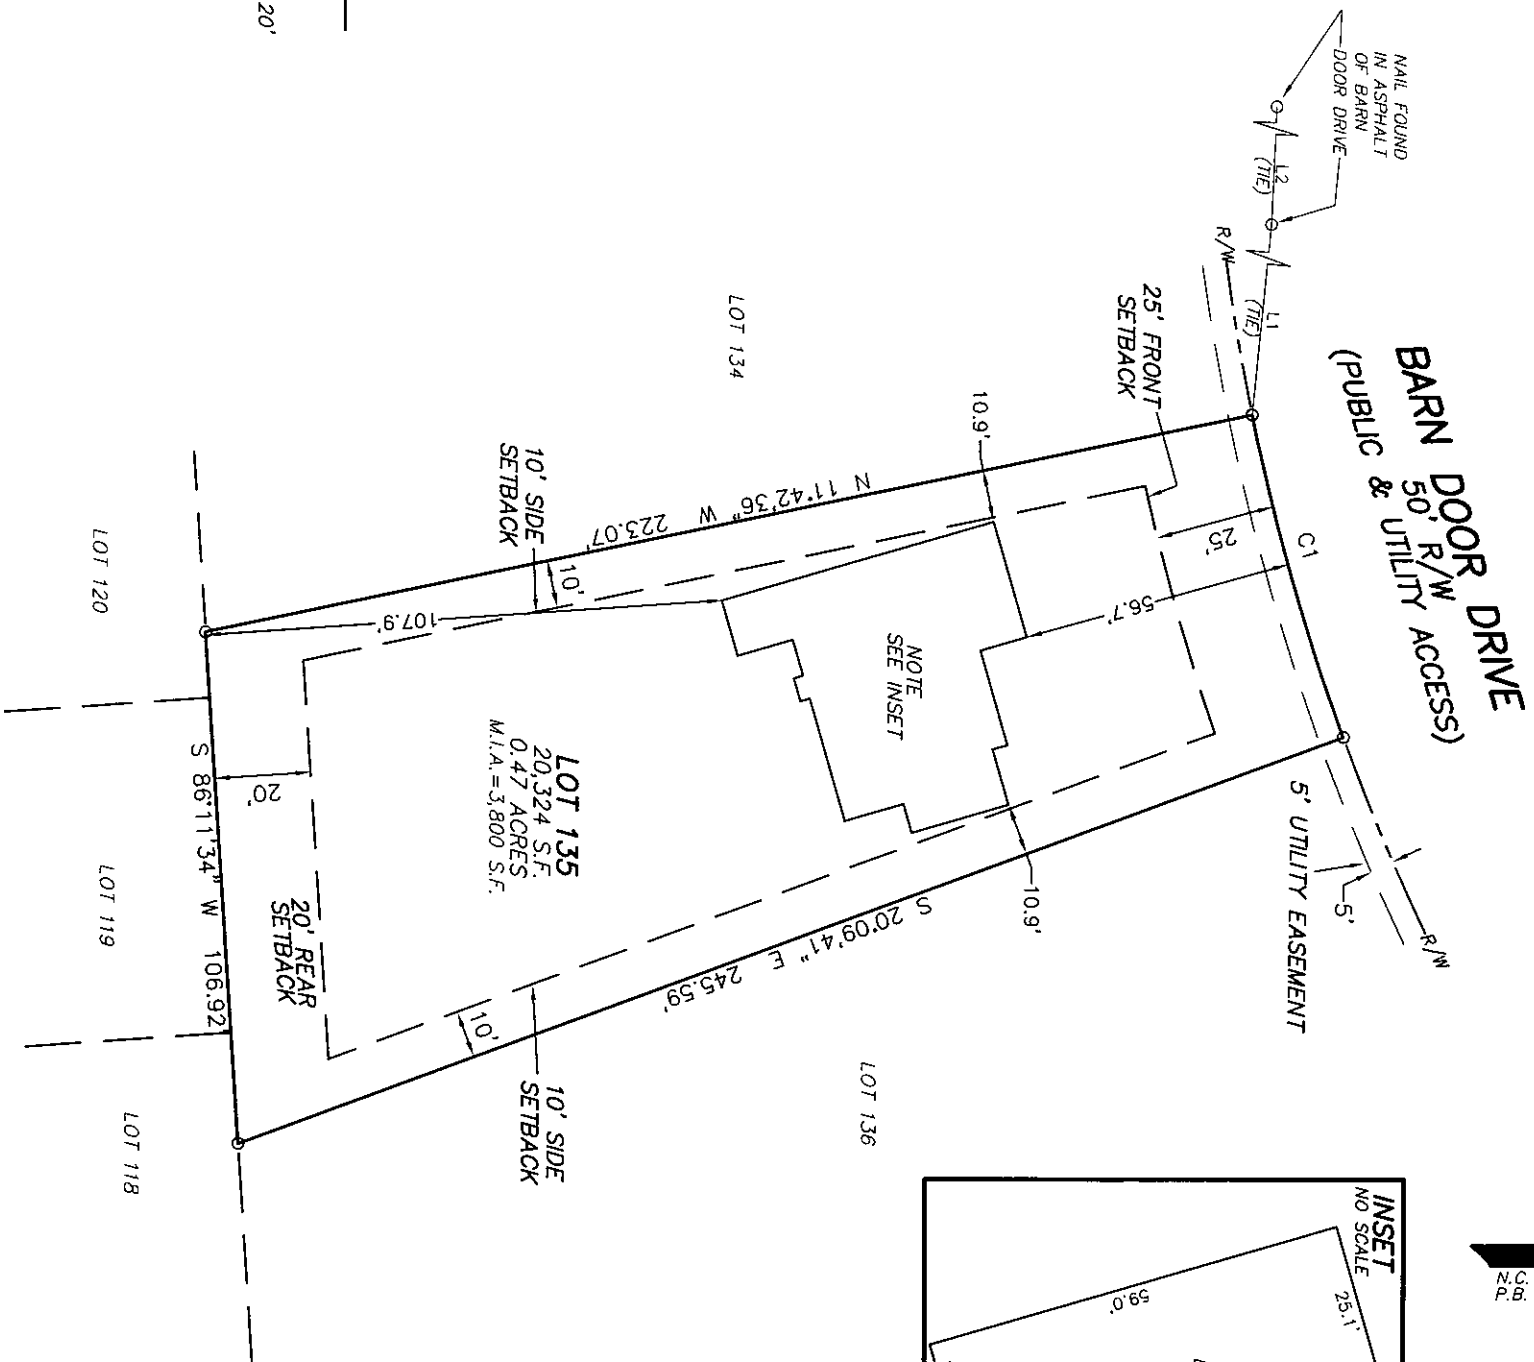 20'
NAIL FOUND
IN ASPHALT
OF BARN
DOOR DRIVE
L2
(TIE)
L1
(TIE)
R/W
BARN DOOR DRIVE
50' R/W
(PUBLIC & UTILITY ACCESS)
25' FRONT
SETBACK
C1
25'
56.7'
10.9'
LOT 134
N 11°42'36" W 223.07'
10' SIDE
SETBACK
10'
107.9'
NOTE
SEE INSET
5' UTILITY EASEMENT
5'
R/W
10.9'
S 20°09'41" E 245.59'
LOT 135
20,324 S.F.
0.47 ACRES
M.I.A.=3,800 S.F.
LOT 120
S 86°11'34" W 106.92
20'
20' REAR
SETBACK
10'
10' SIDE
SETBACK
LOT 119
LOT 118
LOT 136
INSET
NO SCALE
59.0'
25.1'
N.C.
P.B.